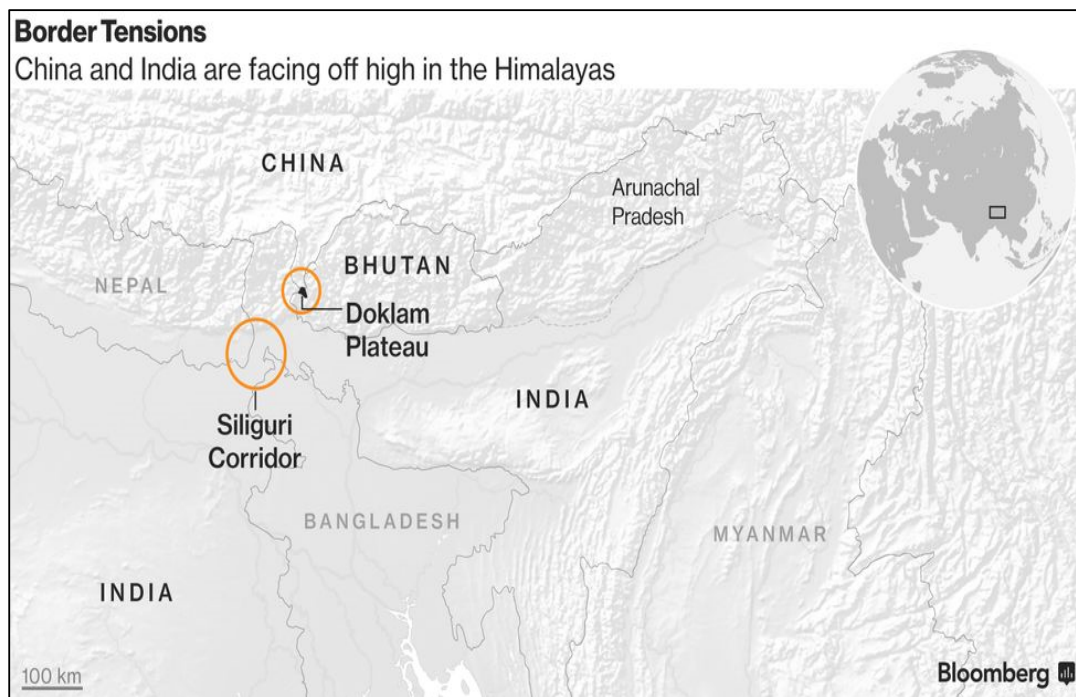 Border Tensions
China and India are facing off high in the Himalayas
CHINA
Arunachal
Pradesh
NEPAL
BHUTAN
Doklam
Plateau
INDIA
Siliguri
Corridor
BANGLADESH
MYANMAR
INDIA
100 km
Bloomberg